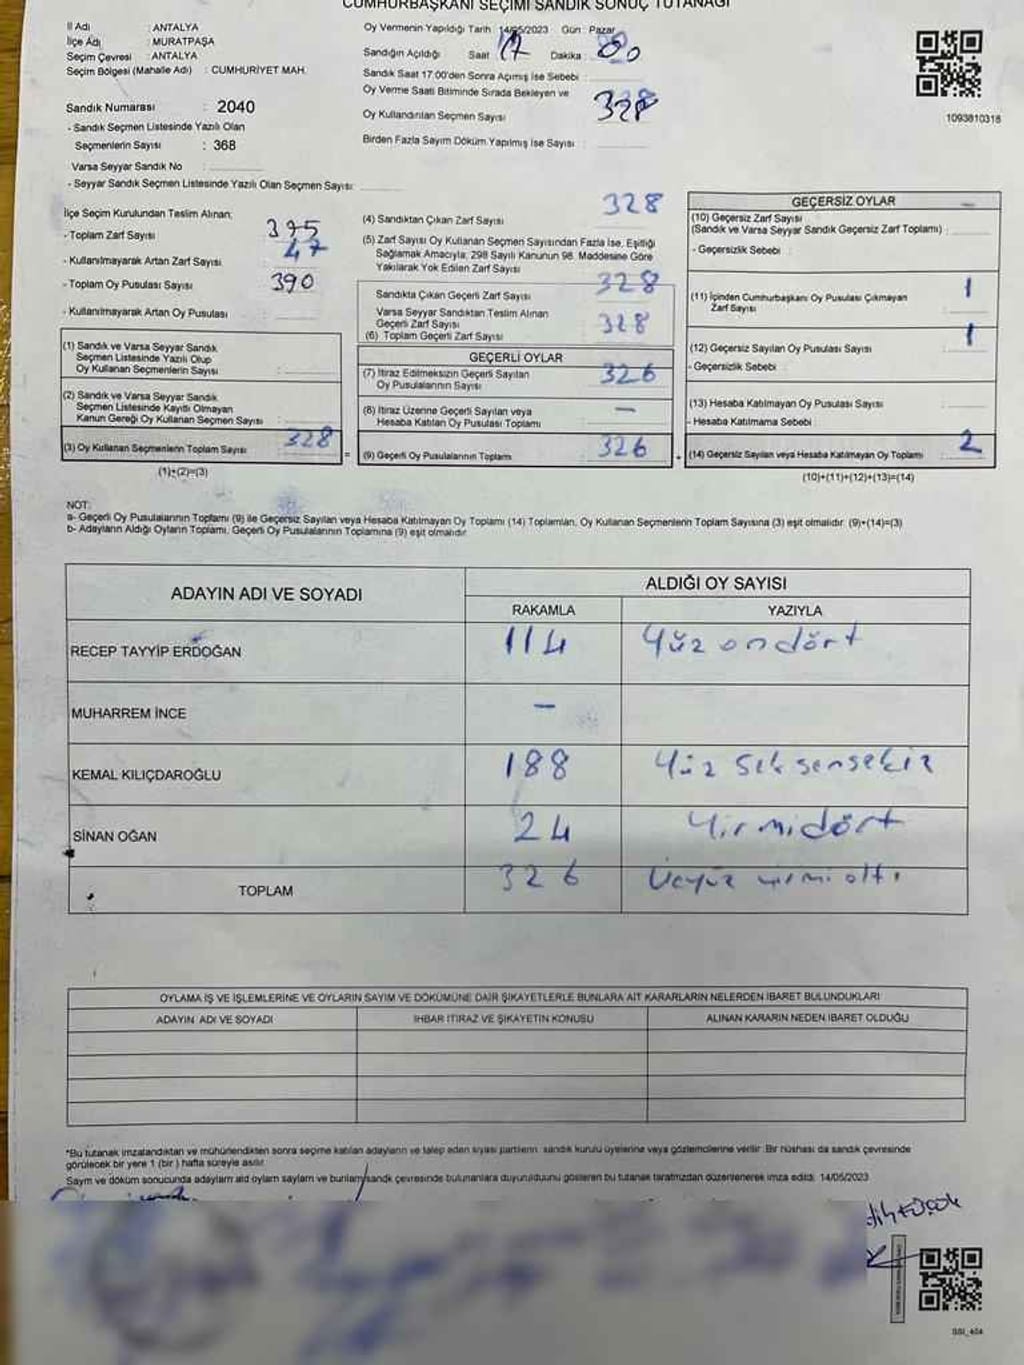 CUMHURBAŞKANI SEÇİMİ SANDIK SONUÇ TUTANAĞI
İl Adı : ANTALYA
İlçe Adı : MURATPAŞA
Seçim Çevresi : ANTALYA
Seçim Bölgesi (Mahalle Adı) : CUMHURİYET MAH.
Sandık Numarası : 2040
- Sandık Seçmen Listesinde Yazılı Olan
Seçmenlerin Sayısı : 368
Varsa Seyyar Sandık No
- Seyyar Sandık Seçmen Listesinde Yazılı Olan Seçmen Sayısı:
Oy Vermenin Yapıldığı Tarih 14/05/2023 Gün : Pazar
Sandığın Açıldığı Saat 17 Dakika : 00
Sandık Saat 17:00'den Sonra Açılmış İse Sebebi :
Oy Verme Saati Bitiminde Sırada Bekleyen ve
Oy Kullandırılan Seçmen Sayısı 328
Birden Fazla Sayım Döküm Yapılmış İse Sayısı :
1093810318
İlçe Seçim Kurulundan Teslim Alınan;
- Toplam Zarf Sayısı 375
- Kullanılmayarak Artan Zarf Sayısı 47
- Toplam Oy Pusulası Sayısı 390
- Kullanılmayarak Artan Oy Pusulası
(1) Sandık ve Varsa Seyyar Sandık
Seçmen Listesinde Yazılı Olup
Oy Kullanan Seçmenlerin Sayısı
(2) Sandık ve Varsa Seyyar Sandık
Seçmen Listesinde Kayıtlı Olmayan
Kanun Gereği Oy Kullanan Seçmen Sayısı :
(3) Oy Kullanan Seçmenlerin Toplam Sayısı 328
(1)+(2)=(3)
(4) Sandıktan Çıkan Zarf Sayısı 328
(5) Zarf Sayısı Oy Kullanan Seçmen Sayısından Fazla İse, Eşitliği
Sağlamak Amacıyla; 298 Sayılı Kanunun 98. Maddesine Göre
Yakılarak Yok Edilen Zarf Sayısı
Sandıkta Çıkan Geçerli Zarf Sayısı 328
Varsa Seyyar Sandıktan Teslim Alınan
Geçerli Zarf Sayısı
(6) Toplam Geçerli Zarf Sayısı 328
GEÇERLİ OYLAR
(7) İtiraz Edilmeksizin Geçerli Sayılan
Oy Pusulalarının Sayısı 326
(8) İtiraz Üzerine Geçerli Sayılan veya
Hesaba Katılan Oy Pusulası Toplamı —
(9) Geçerli Oy Pusulalarının Toplamı 326
=
+
GEÇERSİZ OYLAR
(10) Geçersiz Zarf Sayısı —
(Sandık ve Varsa Seyyar Sandık Geçersiz Zarf Toplamı) :
- Geçersizlik Sebebi :
(11) İçinden Cumhurbaşkanı Oy Pusulası Çıkmayan
Zarf Sayısı 1
(12) Geçersiz Sayılan Oy Pusulası Sayısı 1
- Geçersizlik Sebebi
(13) Hesaba Katılmayan Oy Pusulası Sayısı
- Hesaba Katılmama Sebebi
(14) Geçersiz Sayılan veya Hesaba Katılmayan Oy Toplamı 2
(10)+(11)+(12)+(13)=(14)
NOT:
a- Geçerli Oy Pusulalarının Toplamı (9) ile Geçersiz Sayılan veya Hesaba Katılmayan Oy Toplamı (14) Toplamları, Oy Kullanan Seçmenlerin Toplam Sayısına (3) eşit olmalıdır. (9)+(14)=(3)
b- Adayların Aldığı Oyların Toplamı, Geçerli Oy Pusulalarının Toplamına (9) eşit olmalıdır.
ADAYIN ADI VE SOYADI
ALDIĞI OY SAYISI
RAKAMLA YAZIYLA
RECEP TAYYİP ERDOĞAN 114 Yüz ondört
MUHARREM İNCE —
KEMAL KILIÇDAROĞLU 188 Yüz seksensekiz
SİNAN OĞAN 24 Yirmidört
TOPLAM 326 Üçyüz yirmi altı
OYLAMA İŞ VE İŞLEMLERİNE VE OYLARIN SAYIM VE DÖKÜMÜNE DAİR ŞİKAYETLERLE BUNLARA AİT KARARLARIN NELERDEN İBARET BULUNDUKLARI
ADAYIN ADI VE SOYADI İHBAR İTİRAZ VE ŞİKAYETİN KONUSU ALINAN KARARIN NEDEN İBARET OLDUĞU
*Bu tutanak imzalandıktan ve mühürlendikten sonra seçime katılan adayların ve talep eden siyasi partilerin sandık kurulu üyelerine veya gözlemcilerine verilir. Bir nüshası da sandık çevresinde
görülecek bir yere 1 (bir) hafta süreyle asılır.
Sayım ve döküm sonucunda adayların aldı oyların sayıları ve bunların sandık çevresinde bulunanlara duyurulduğunu gösteren bu tutanak tarafımızdan düzenlenerek imza edildi. 14/05/2023
SSI_404